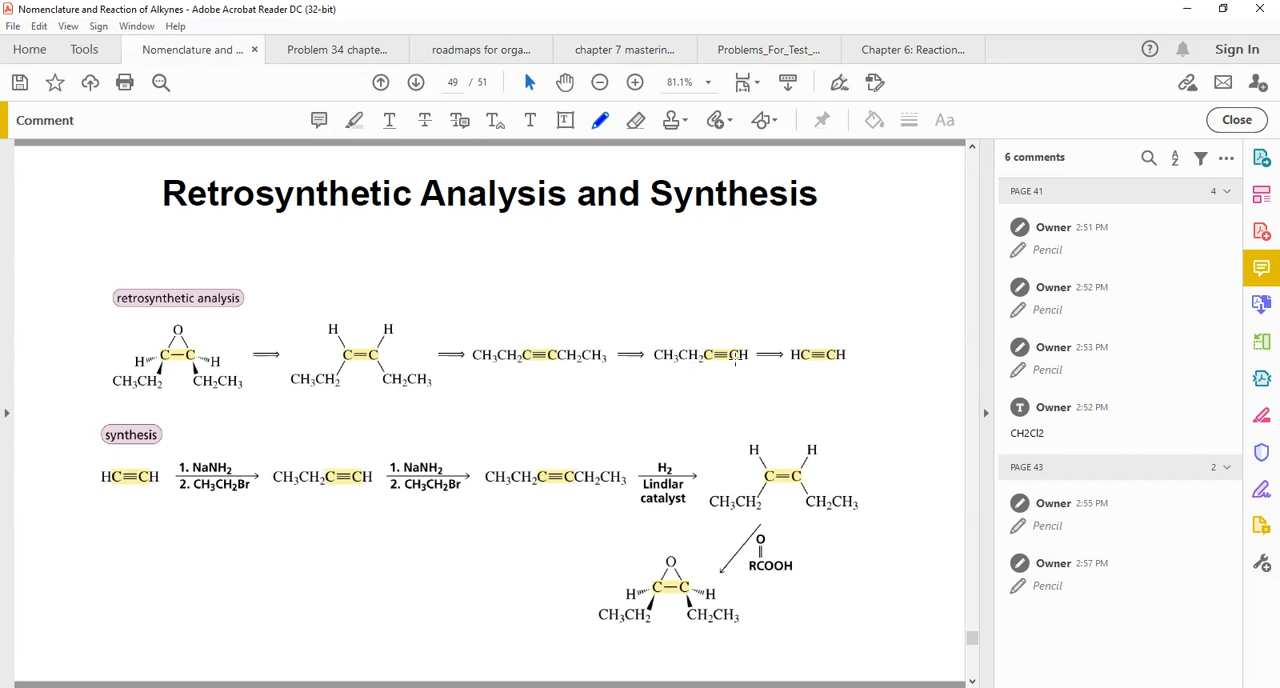 Nomenclature and Reaction of Alkynes - Adobe Acrobat Reader DC (32-bit)
File Edit View Sign Window Help
Home Tools Nomenclature and ... × Problem 34 chapte... roadmaps for orga... chapter 7 masterin... Problems_For_Test_... Chapter 6: Reaction... Sign In
49 / 51 81.1%
Comment Aa Close
6 comments
PAGE 41 4
Owner 2:51 PM
Pencil
Owner 2:52 PM
Pencil
Owner 2:53 PM
Pencil
T Owner 2:52 PM
CH2Cl2
PAGE 43 2
Owner 2:55 PM
Pencil
Owner 2:57 PM
Pencil
Retrosynthetic Analysis and Synthesis
retrosynthetic analysis
O H H
H C—C H ⟹ C=C ⟹ CH₃CH₂C≡CCH₂CH₃ ⟹ CH₃CH₂C≡CH ⟹ HC≡CH
CH₃CH₂ CH₂CH₃ CH₃CH₂ CH₂CH₃
synthesis
H H
HC≡CH 1. NaNH₂ CH₃CH₂C≡CH 1. NaNH₂ CH₃CH₂C≡CCH₂CH₃ H₂ C=C
2. CH₃CH₂Br 2. CH₃CH₂Br Lindlar
catalyst CH₃CH₂ CH₂CH₃
O
RCOOH
O
H C—C H
CH₃CH₂ CH₂CH₃